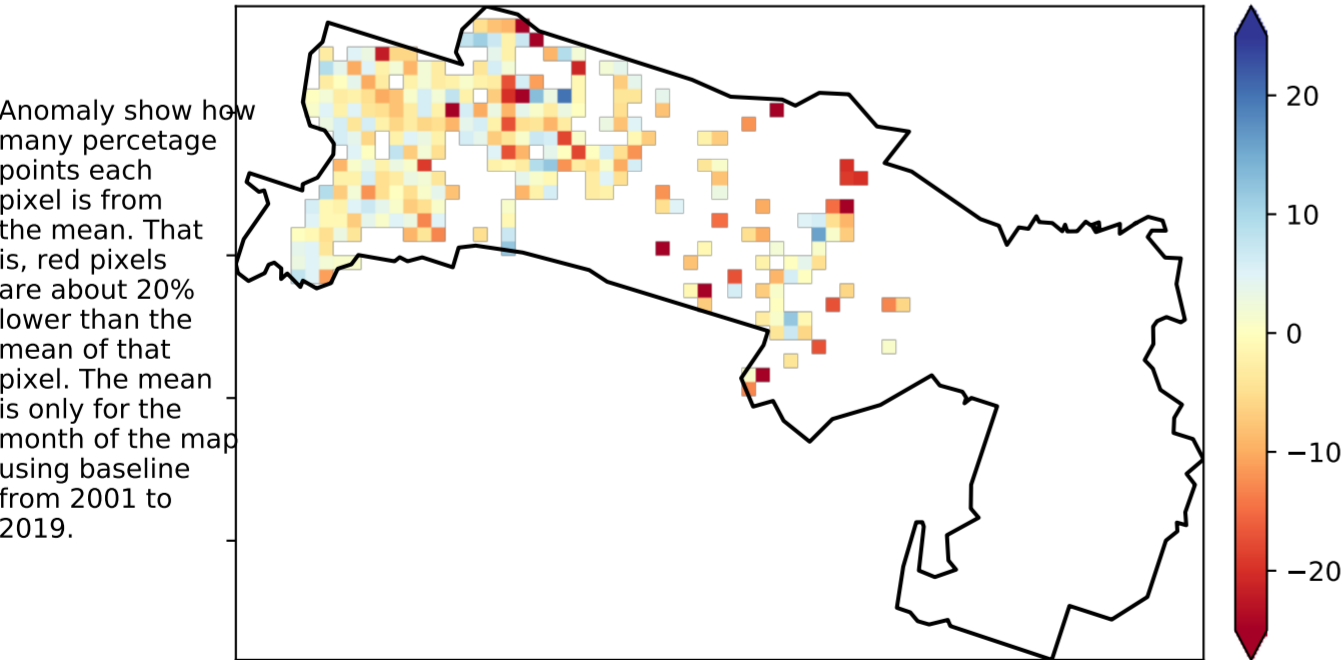 Anomaly show how
many percetage
points each
pixel is from
the mean. That
is, red pixels
are about 20%
lower than the
mean of that
pixel. The mean
is only for the
month of the map
using baseline
from 2001 to
2019.
20
10
0
−10
−20